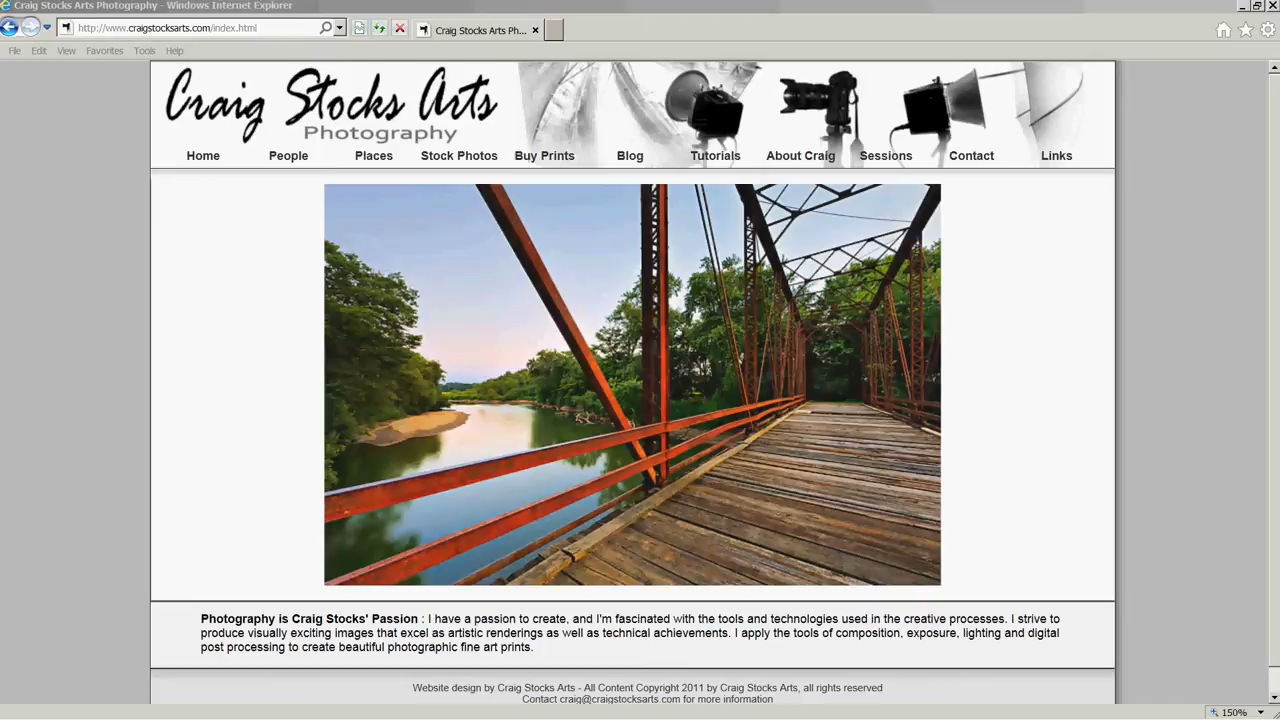 Craig Stocks Arts Photography - Windows Internet Explorer
http://www.craigstocksarts.com/index.html
Craig Stocks Arts Ph...
File Edit View Favorites Tools Help
Craig Stocks Arts
Photography
Home People Places Stock Photos Buy Prints Blog Tutorials About Craig Sessions Contact Links
Photography is Craig Stocks' Passion : I have a passion to create, and I'm fascinated with the tools and technologies used in the creative processes. I strive to
produce visually exciting images that excel as artistic renderings as well as technical achievements. I apply the tools of composition, exposure, lighting and digital
post processing to create beautiful photographic fine art prints.
Website design by Craig Stocks Arts - All Content Copyright 2011 by Craig Stocks Arts, all rights reserved
Contact craig@craigstocksarts.com for more information
150%